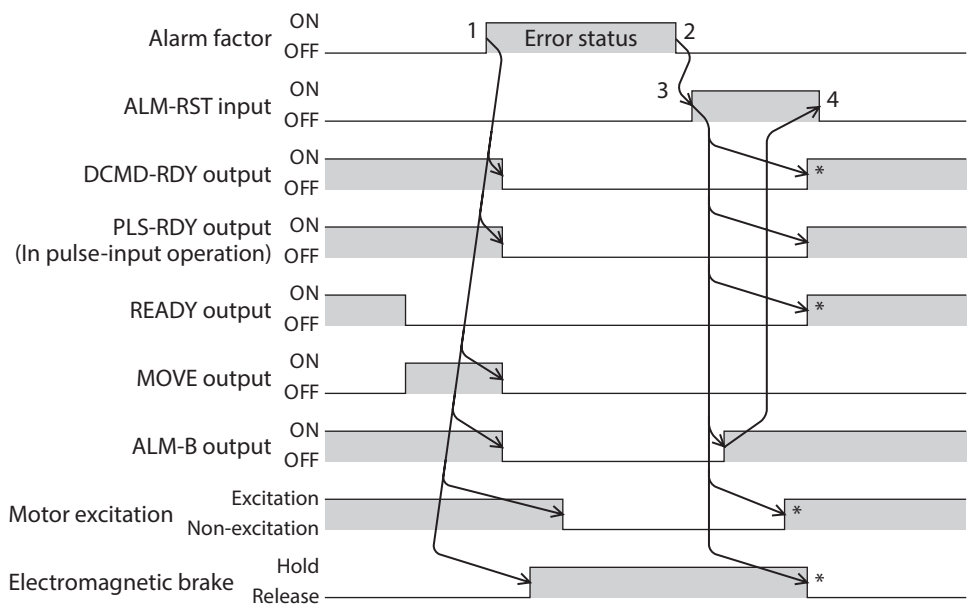 Alarm factor ON OFF 1 Error status 2
ALM-RST input ON OFF 3 4
DCMD-RDY output ON OFF *
PLS-RDY output
(In pulse-input operation) ON OFF
READY output ON OFF *
MOVE output ON OFF
ALM-B output ON OFF
Motor excitation Excitation Non-excitation *
Electromagnetic brake Hold Release *